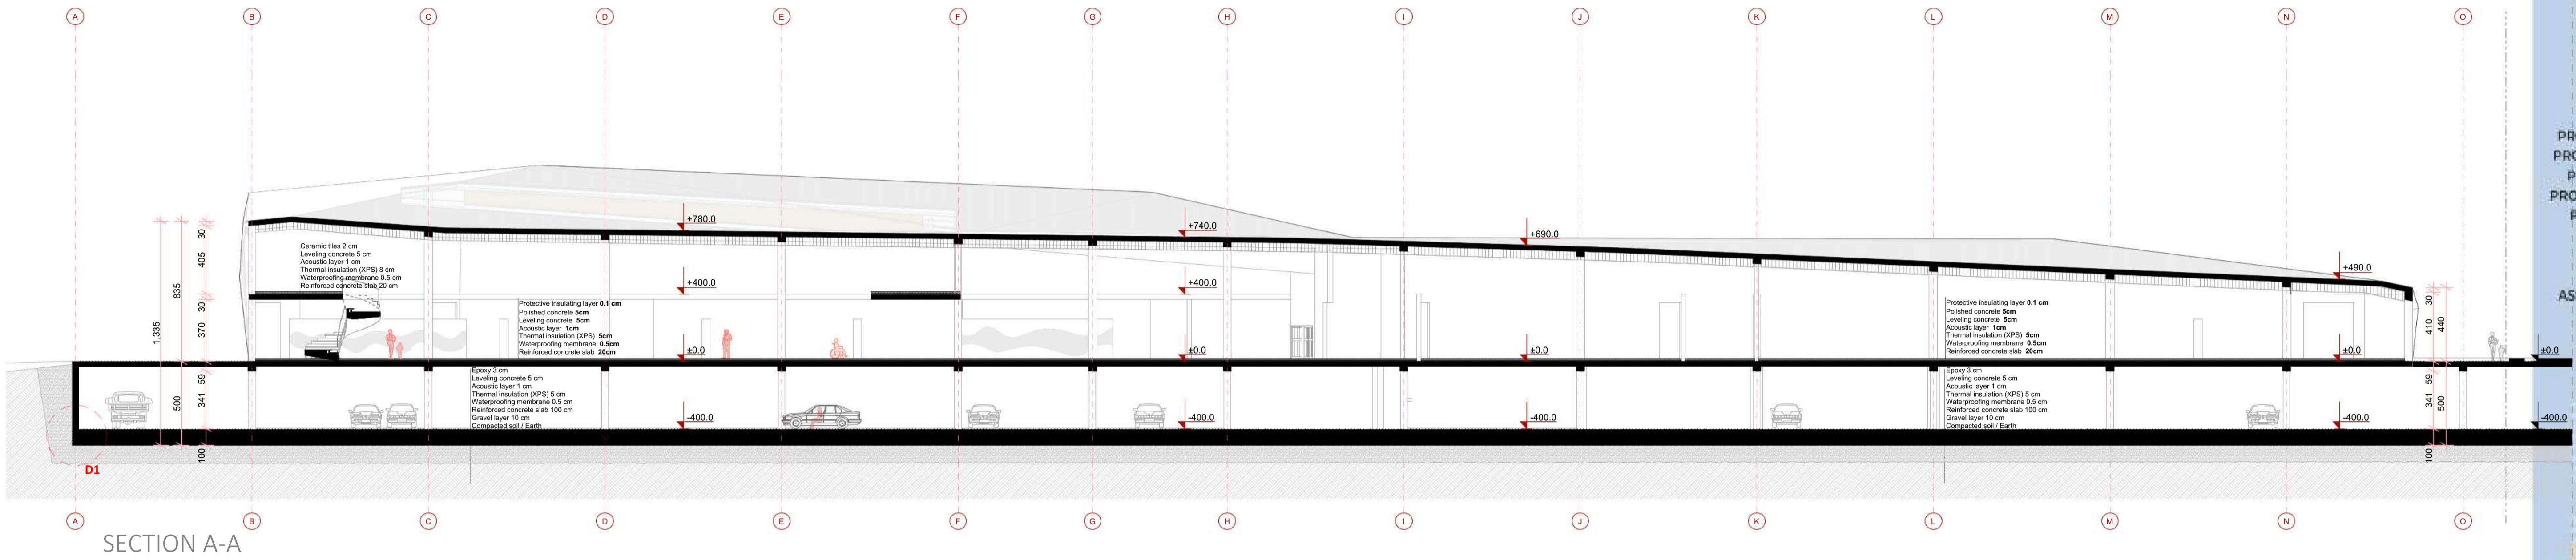 A B C D E F G H I J K L M N O
+780.0
+740.0
+690.0
+490.0
+400.0
+400.0
30
405
30
370
59
341
100
835
500
1,335
Ceramic tiles 2 cm
Leveling concrete 5 cm
Acoustic layer 1 cm
Thermal insulation (XPS) 8 cm
Waterproofing membrane 0.5 cm
Reinforced concrete slab 20 cm
Protective insulating layer 0.1 cm
Polished concrete 5cm
Leveling concrete 5cm
Acoustic layer 1cm
Thermal insulation (XPS) 5cm
Waterproofing membrane 0.5cm
Reinforced concrete slab 20cm
Protective insulating layer 0.1 cm
Polished concrete 5cm
Leveling concrete 5cm
Acoustic layer 1cm
Thermal insulation (XPS) 5cm
Waterproofing membrane 0.5cm
Reinforced concrete slab 20cm
30
410
440
59
341
500
100
±0.0
±0.0
±0.0
±0.0
±0.0
Epoxy 3 cm
Leveling concrete 5 cm
Acoustic layer 1 cm
Thermal insulation (XPS) 5 cm
Waterproofing membrane 0.5 cm
Reinforced concrete slab 100 cm
Gravel layer 10 cm
Compacted soil / Earth
Epoxy 3 cm
Leveling concrete 5 cm
Acoustic layer 1 cm
Thermal insulation (XPS) 5 cm
Waterproofing membrane 0.5 cm
Reinforced concrete slab 100 cm
Gravel layer 10 cm
Compacted soil / Earth
-400.0
-400.0
-400.0
-400.0
-400.0
D1
A B C D E F G H I J K L M N O
SECTION A-A
PR
PRO
P
PRO
AS